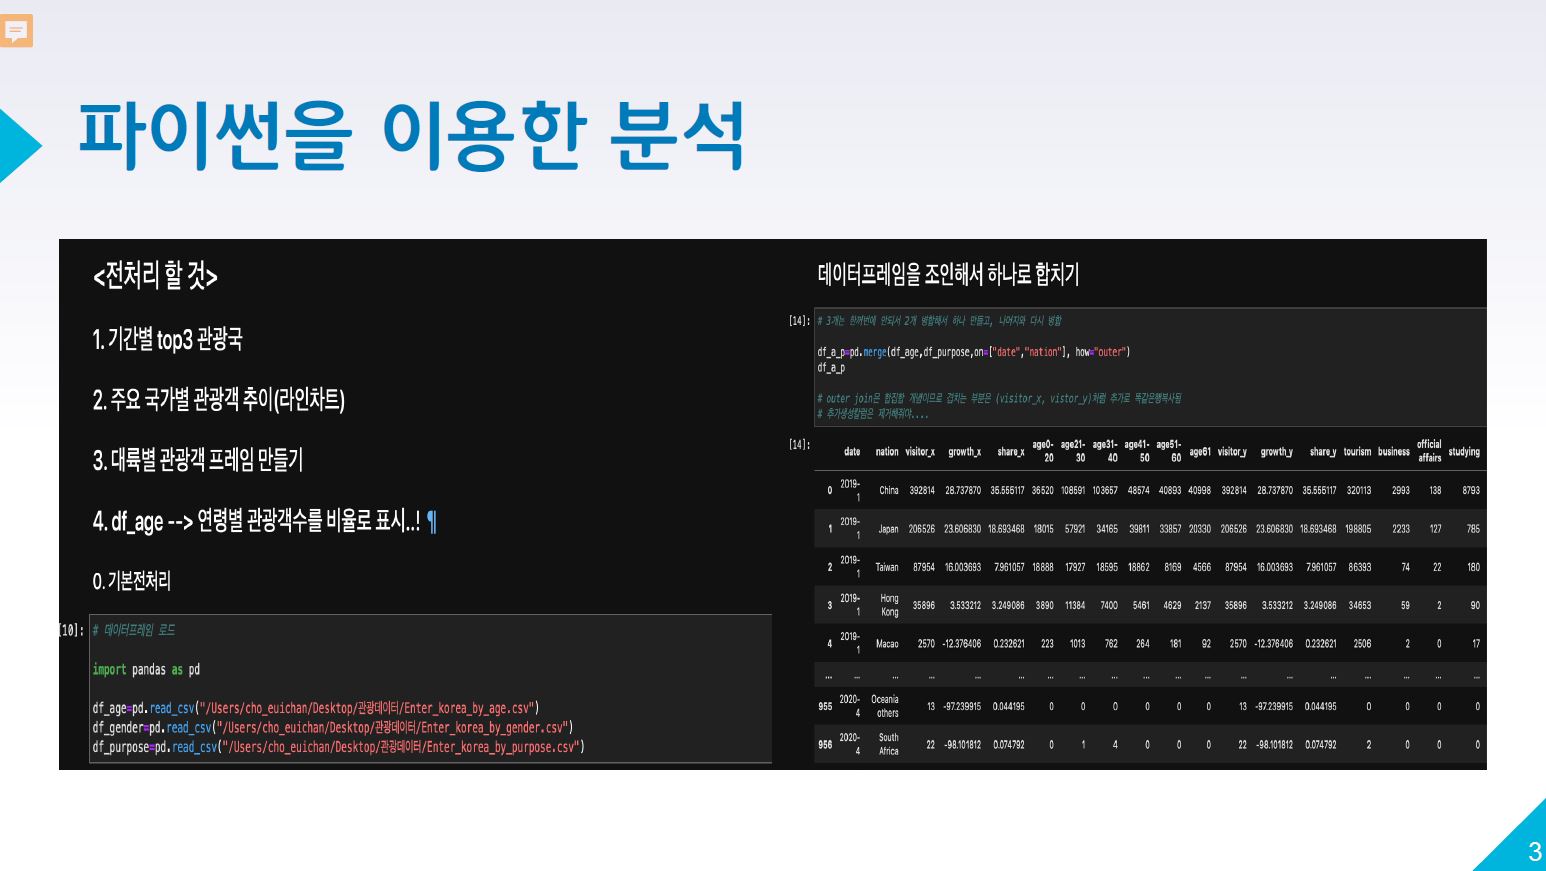 파이썬을 이용한 분석
<전처리 할 것>
1. 기간별 top3 관광국
2. 주요 국가별 관광객 추이(라인차트)
3. 대륙별 관광객 프레임 만들기
4. df_age --> 연령별 관광객수를 비율로 표시..! ¶
0. 기본전처리
[10]: # 데이터프레임 로드
import pandas as pd
df_age=pd.read_csv("/Users/cho_euichan/Desktop/관광데이터/Enter_korea_by_age.csv")
df_gender=pd.read_csv("/Users/cho_euichan/Desktop/관광데이터/Enter_korea_by_gender.csv")
df_purpose=pd.read_csv("/Users/cho_euichan/Desktop/관광데이터/Enter_korea_by_purpose.csv")
데이터프레임을 조인해서 하나로 합치기
[14]: # 3개는 한꺼번에 안되서 2개 병합해서 하나 만들고, 나머지와 다시 병합
df_a_p=pd.merge(df_age,df_purpose,on=["date","nation"], how="outer")
df_a_p
# outer join은 합집합 개념이므로 겹치는 부분은 (visitor_x, vistor_y)처럼 추가로 똑같은행복사됨
# 추가생성칼럼은 제거해줘야....
[14]:
date nation visitor_x growth_x share_x age0-20 age21-30 age31-40 age41-50 age51-60 age61 visitor_y growth_y share_y tourism business official affairs studying
0 2019-1 China 392814 28.737870 35.555117 36520 108591 103657 48574 40893 40998 392814 28.737870 35.555117 320113 2993 138 8793
1 2019-1 Japan 206526 23.606830 18.693468 18015 57921 34165 39811 33857 20330 206526 23.606830 18.693468 198805 2233 127 785
2 2019-1 Taiwan 87954 16.003693 7.961057 18888 17927 18595 18862 8169 4566 87954 16.003693 7.961057 86393 74 22 180
3 2019-1 Hong Kong 35896 3.533212 3.249086 3890 11384 7400 5461 4629 2137 35896 3.533212 3.249086 34653 59 2 90
4 2019-1 Macao 2570 -12.376406 0.232621 223 1013 762 264 181 92 2570 -12.376406 0.232621 2506 2 0 17
... ... ... ... ... ... ... ... ... ... ... ... ... ... ... ... ... ... ...
955 2020-4 Oceania others 13 -97.239915 0.044195 0 0 0 0 0 0 13 -97.239915 0.044195 0 0 0 0
956 2020-4 South Africa 22 -98.101812 0.074792 0 1 4 0 0 0 22 -98.101812 0.074792 2 0 0 0
3